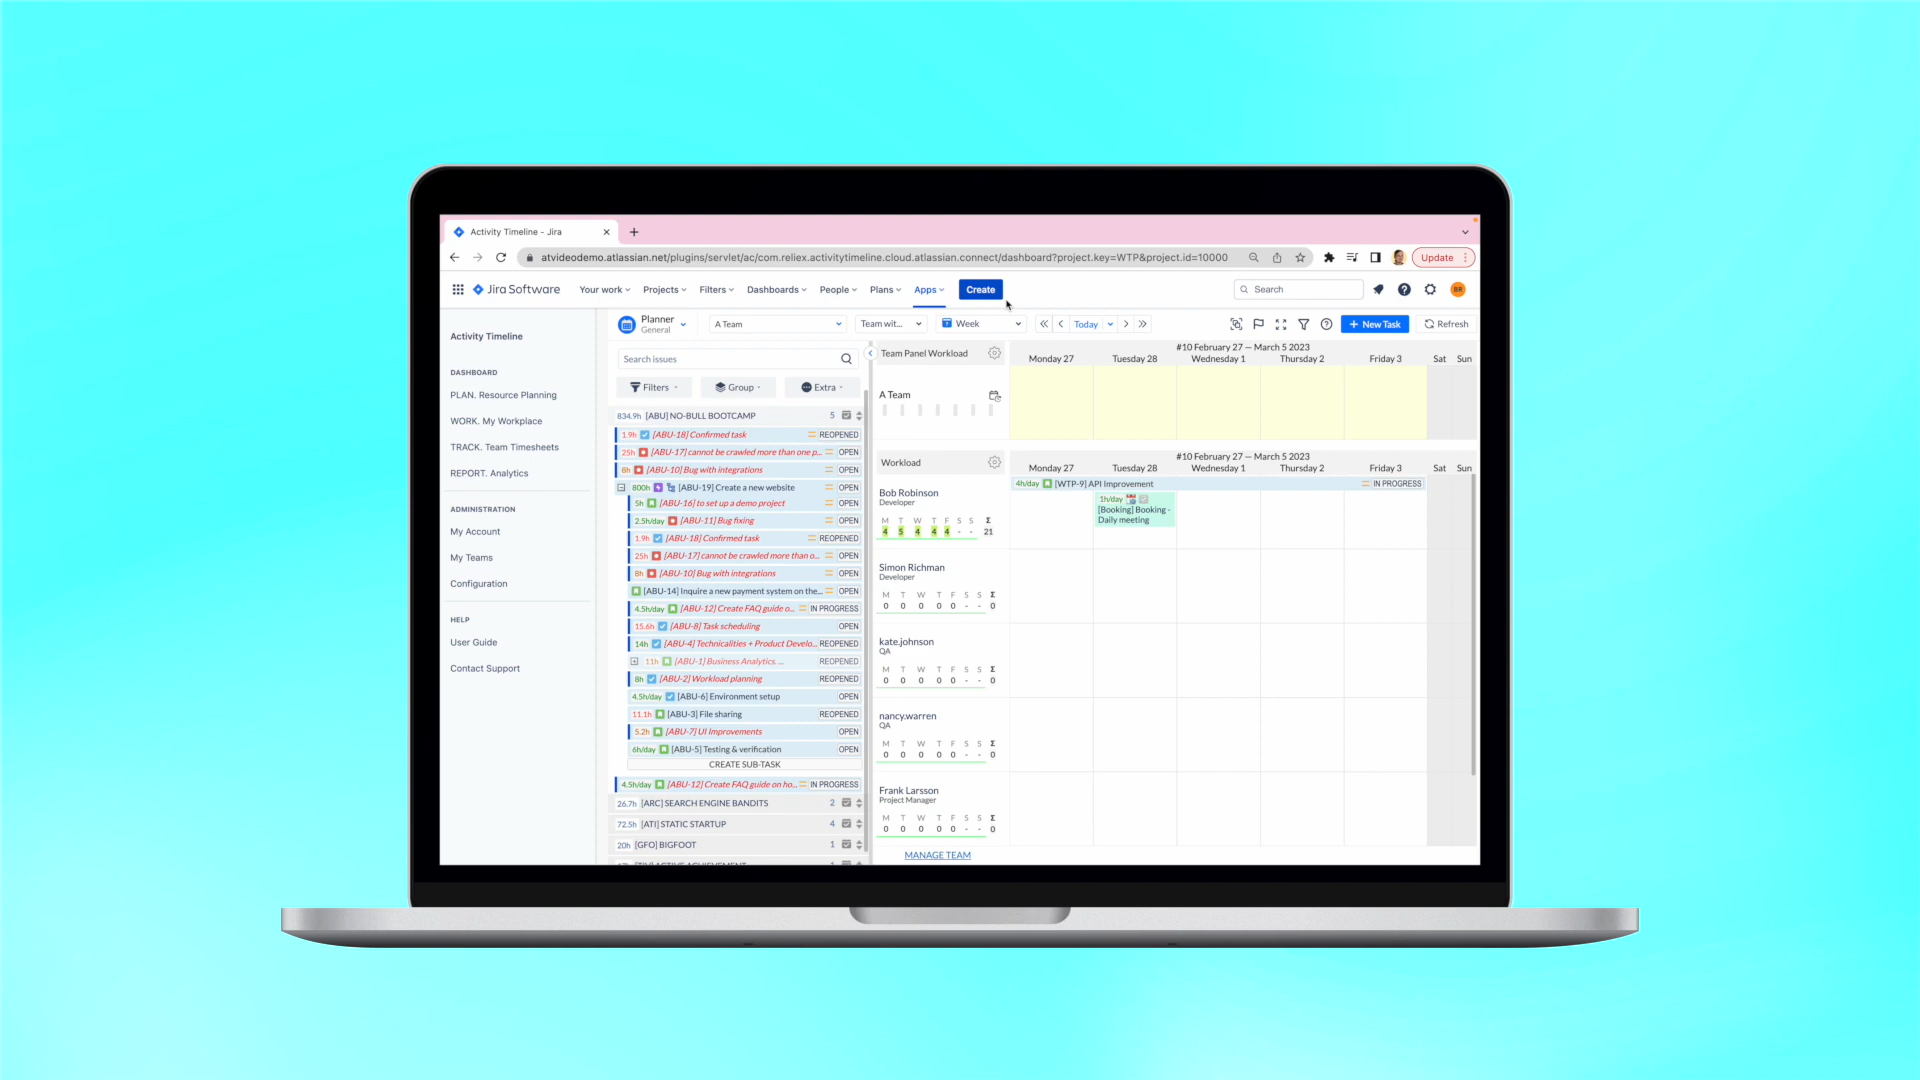 Activity Timeline - Jira
atvideodemo.atlassian.net/plugins/servlet/ac/com.reliex.activitytimeline.cloud.atlassian.connect/dashboard?project.key=WTP&project.id=10000
Update
Jira Software
Your work
Projects
Filters
Dashboards
People
Plans
Apps
Create
Search
BR
Activity Timeline
DASHBOARD
PLAN. Resource Planning
WORK. My Workplace
TRACK. Team Timesheets
REPORT. Analytics
ADMINISTRATION
My Account
My Teams
Configuration
HELP
User Guide
Contact Support
Planner
General
A Team
Team wit...
Week
Today
+ New Task
Refresh
Search issues
Filters
Group
Extra
834.9h [ABU] NO-BULL BOOTCAMP 5
1.9h [ABU-18] Confirmed task REOPENED
25h [ABU-17] cannot be crawled more than one p... OPEN
8h [ABU-10] Bug with integrations OPEN
800h [ABU-19] Create a new website OPEN
5h [ABU-16] to set up a demo project OPEN
2.5h/day [ABU-11] Bug fixing OPEN
1.9h [ABU-18] Confirmed task REOPENED
25h [ABU-17] cannot be crawled more than o... OPEN
8h [ABU-10] Bug with integrations OPEN
[ABU-14] Inquire a new payment system on the... OPEN
4.5h/day [ABU-12] Create FAQ guide o... IN PROGRESS
15.6h [ABU-8] Task scheduling OPEN
14h [ABU-4] Technicalities + Product Develo... REOPENED
11h [ABU-1] Business Analytics. ... REOPENED
8h [ABU-2] Workload planning REOPENED
4.5h/day [ABU-6] Environment setup OPEN
11.1h [ABU-3] File sharing REOPENED
5.2h [ABU-7] UI Improvements OPEN
6h/day [ABU-5] Testing & verification OPEN
CREATE SUB-TASK
4.5h/day [ABU-12] Create FAQ guide on ho... IN PROGRESS
26.7h [ARC] SEARCH ENGINE BANDITS 2
72.5h [ATI] STATIC STARTUP 4
20h [GFO] BIGFOOT 1
Team Panel Workload
#10 February 27 — March 5 2023
Monday 27 Tuesday 28 Wednesday 1 Thursday 2 Friday 3 Sat Sun
A Team
Workload
#10 February 27 — March 5 2023
Monday 27 Tuesday 28 Wednesday 1 Thursday 2 Friday 3 Sat Sun
4h/day [WTP-9] API Improvement IN PROGRESS
1h/day
[Booking] Booking -
Daily meeting
Bob Robinson
Developer
M T W T F S S Σ
4 5 4 4 4 - - 21
Simon Richman
Developer
M T W T F S S Σ
0 0 0 0 0 - - 0
kate.johnson
QA
M T W T F S S Σ
0 0 0 0 0 - - 0
nancy.warren
QA
M T W T F S S Σ
0 0 0 0 0 - - 0
Frank Larsson
Project Manager
M T W T F S S Σ
0 0 0 0 0 - - 0
MANAGE TEAM